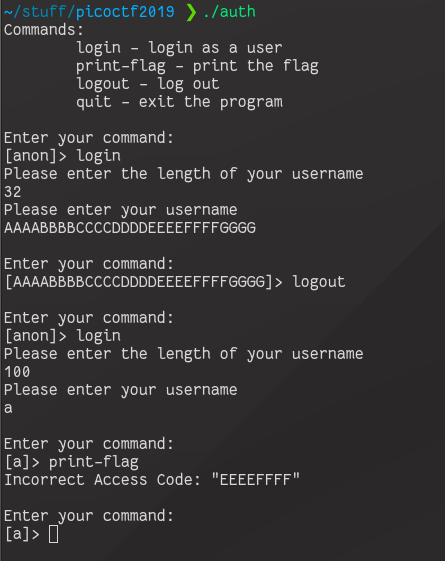 ~/stuff/picoctf2019 ❯ ./auth
Commands:
        login – login as a user
        print-flag – print the flag
        logout – log out
        quit – exit the program

Enter your command:
[anon]> login
Please enter the length of your username
32
Please enter your username
AAAABBBBCCCCDDDDEEEEFFFFGGGG

Enter your command:
[AAAABBBBCCCCDDDDEEEEFFFFGGGG]> logout

Enter your command:
[anon]> login
Please enter the length of your username
100
Please enter your username
a

Enter your command:
[a]> print-flag
Incorrect Access Code: "EEEEFFFF"

Enter your command:
[a]>